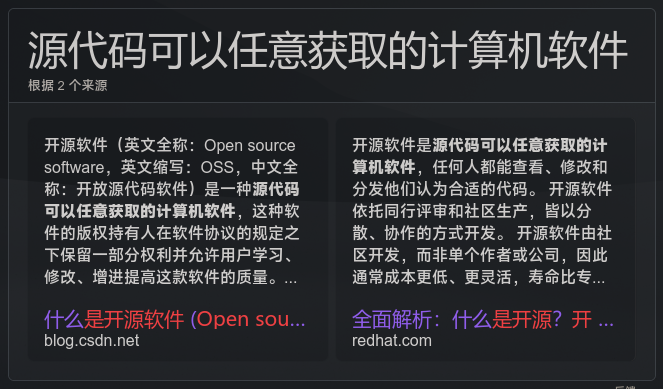 源代码可以任意获取的计算机软件
根据 2 个来源
开源软件（英文全称：Open source
software，英文缩写：OSS，中文全
称：开放源代码软件）是一种源代码
可以任意获取的计算机软件，这种软
件的版权持有人在软件协议的规定之
下保留一部分权利并允许用户学习、
修改、增进提高这款软件的质量。...
什么是开源软件 (Open sou...
blog.csdn.net
开源软件是源代码可以任意获取的计
算机软件，任何人都能查看、修改和
分发他们认为合适的代码。 开源软件
依托同行评审和社区生产，皆以分
散、协作的方式开发。 开源软件由社
区开发，而非单个作者或公司，因此
通常成本更低、更灵活，寿命比专...
全面解析：什么是开源？开 ...
redhat.com